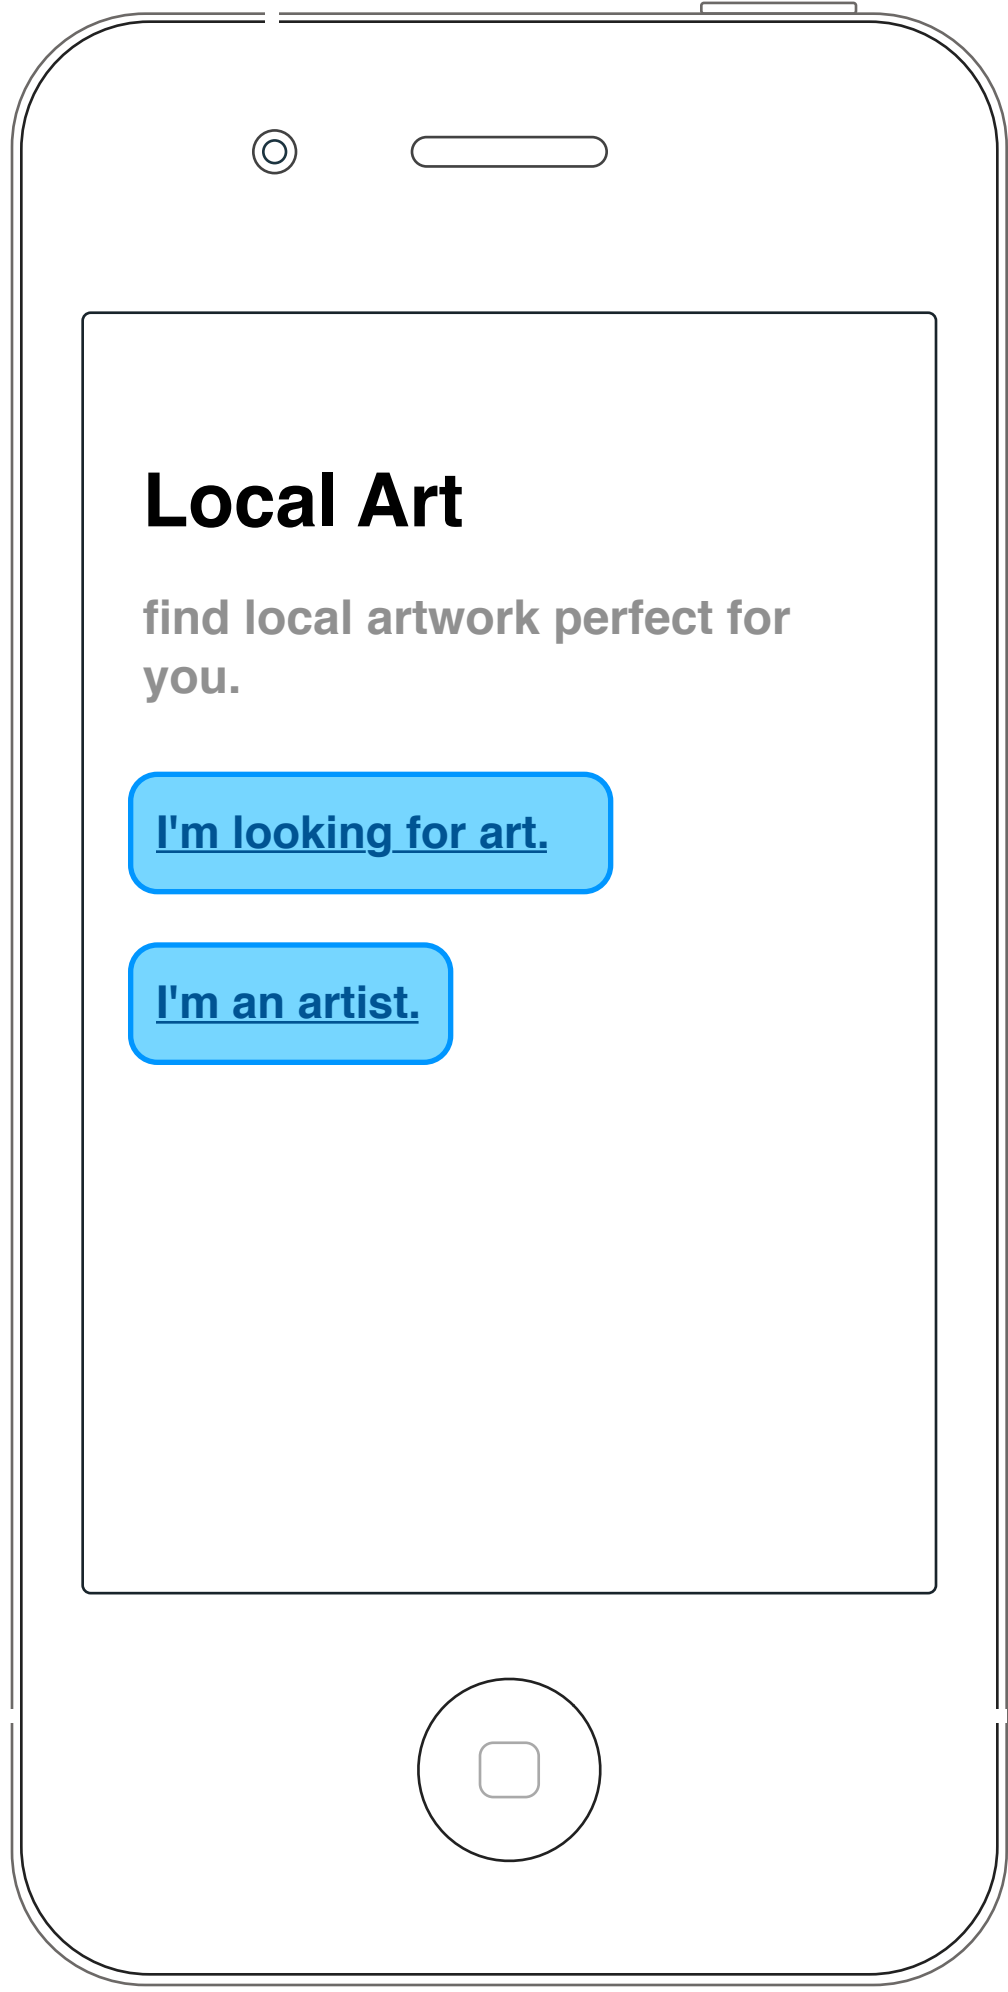 Local Art
find local artwork perfect for
you.
I'm looking for art.
I'm an artist.